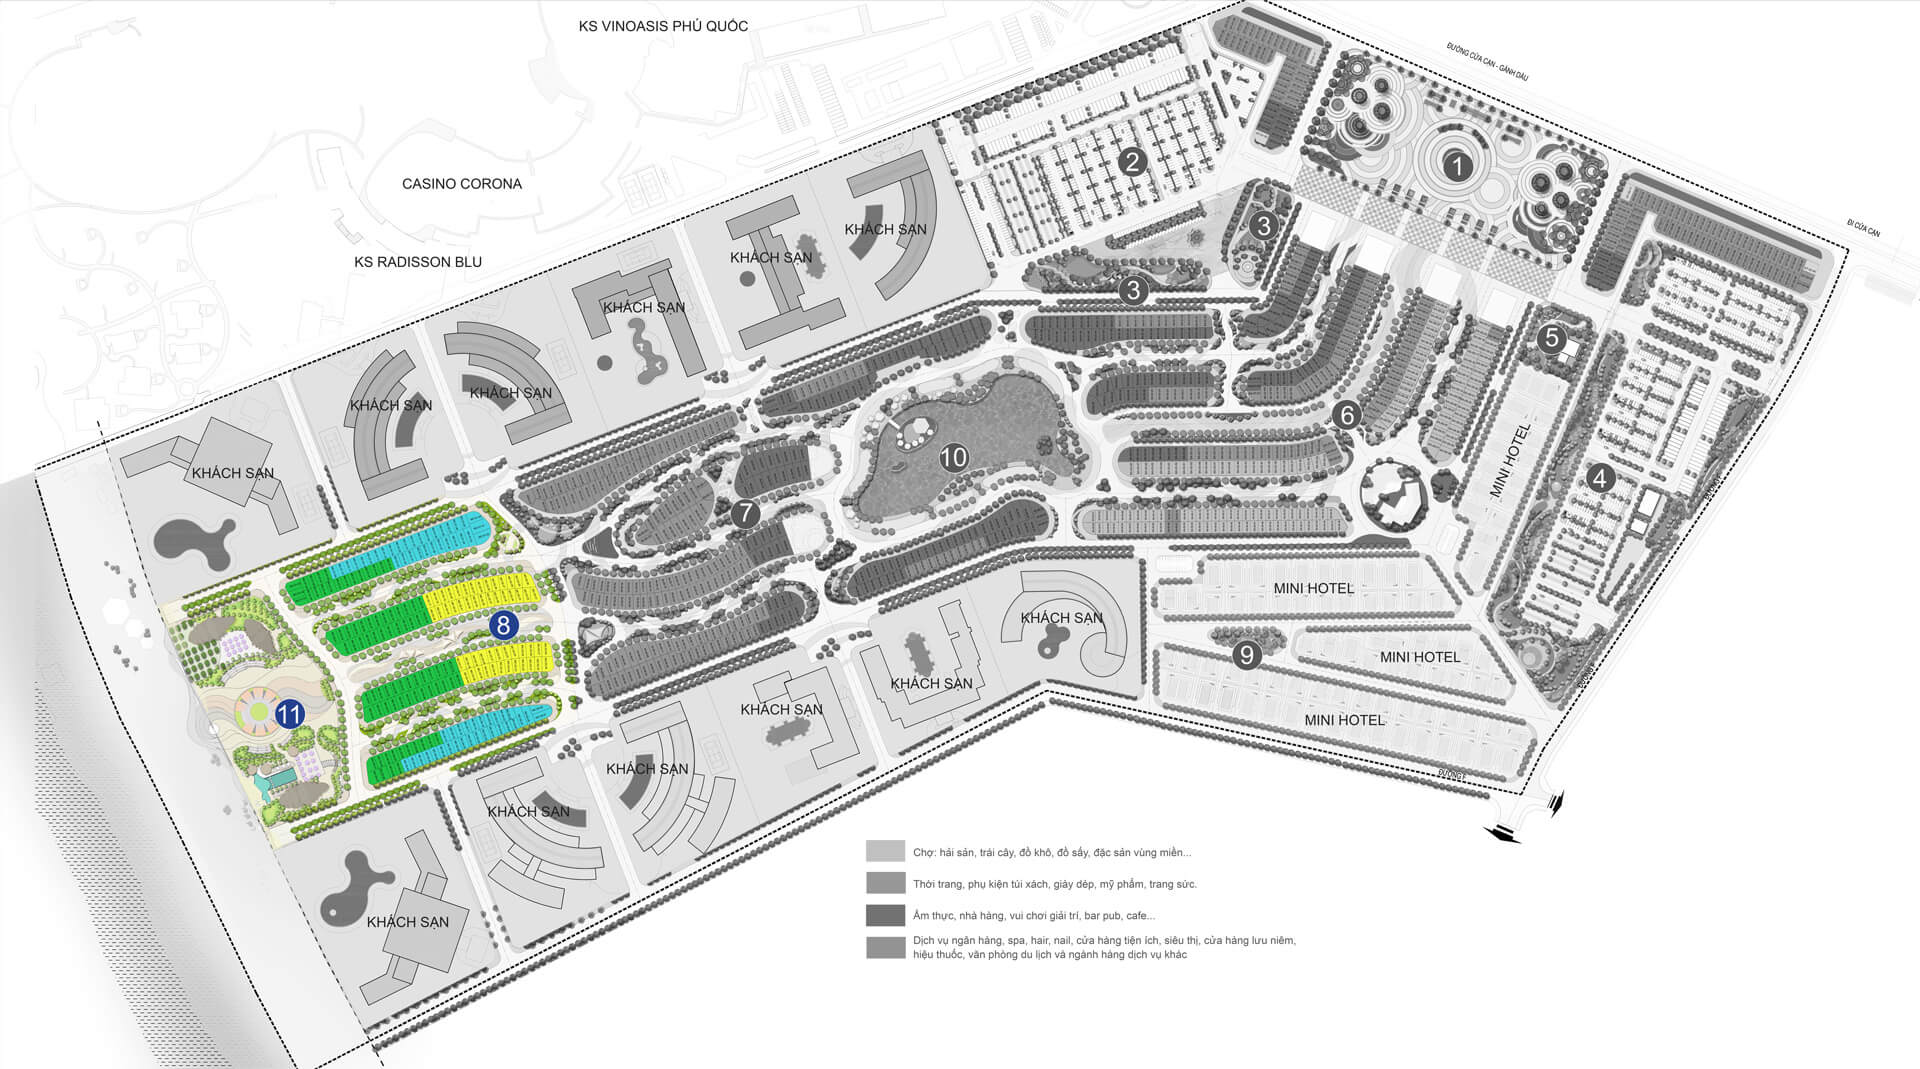 KS VINOASIS PHÚ QUỐC
ĐƯỜNG CỬA CẠN - GÀNH DẦU
CASINO CORONA
KS RADISSON BLU
ĐI CỬA CẠN
1
2
3
3
KHÁCH SẠN
KHÁCH SẠN
KHÁCH SẠN
KHÁCH SẠN
KHÁCH SẠN
KHÁCH SẠN
5
6
10
4
7
MINI HOTEL
MINI HOTEL
8
KHÁCH SẠN
9
MINI HOTEL
KHÁCH SẠN
11
KHÁCH SẠN
MINI HOTEL
KHÁCH SẠN
KHÁCH SẠN
KHÁCH SẠN
Chợ: hải sản, trái cây, đồ khô, đồ sấy, đặc sản vùng miền...
Thời trang, phụ kiện túi xách, giày dép, mỹ phẩm, trang sức.
Ẩm thực, nhà hàng, vui chơi giải trí, bar pub, cafe...
Dịch vụ ngân hàng, spa, hair, nail, cửa hàng tiện ích, siêu thị, cửa hàng lưu niêm,
hiệu thuốc, văn phòng du lịch và ngành hàng dịch vụ khác